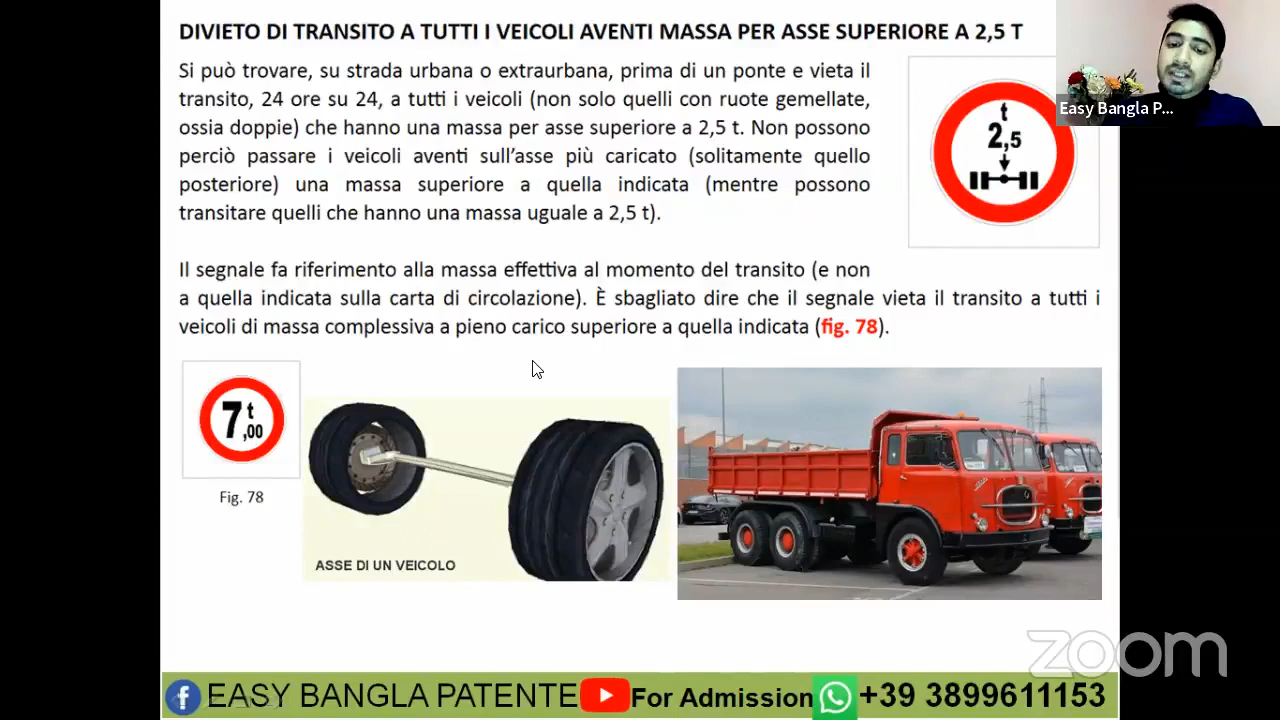 DIVIETO DI TRANSITO A TUTTI I VEICOLI AVENTI MASSA PER ASSE SUPERIORE A 2,5 T
Si può trovare, su strada urbana o extraurbana, prima di un ponte e vieta il
transito, 24 ore su 24, a tutti i veicoli (non solo quelli con ruote gemellate,
ossia doppie) che hanno una massa per asse superiore a 2,5 t. Non possono
perciò passare i veicoli aventi sull’asse più caricato (solitamente quello
posteriore) una massa superiore a quella indicata (mentre possono
transitare quelli che hanno una massa uguale a 2,5 t).
t
2,5
Easy Bangla P...
Il segnale fa riferimento alla massa effettiva al momento del transito (e non
a quella indicata sulla carta di circolazione). È sbagliato dire che il segnale vieta il transito a tutti i
veicoli di massa complessiva a pieno carico superiore a quella indicata (fig. 78).
7,00 t
Fig. 78
ASSE DI UN VEICOLO
zoom
EASY BANGLA PATENTE For Admission +39 3899611153